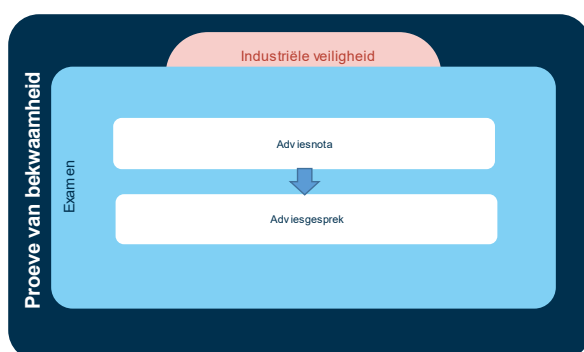 Industriële veiligheid
Proeve van bekwaamheid
Examen
Adviesnota
Adviesgesprek